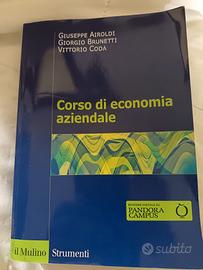 Giuseppe Airoldi
Giorgio Brunetti
Vittorio Coda
Corso di economia
aziendale
EDIZIONE DIGITALE SU
PANDORA
CAMPUS
il Mulino
Strumenti
subito